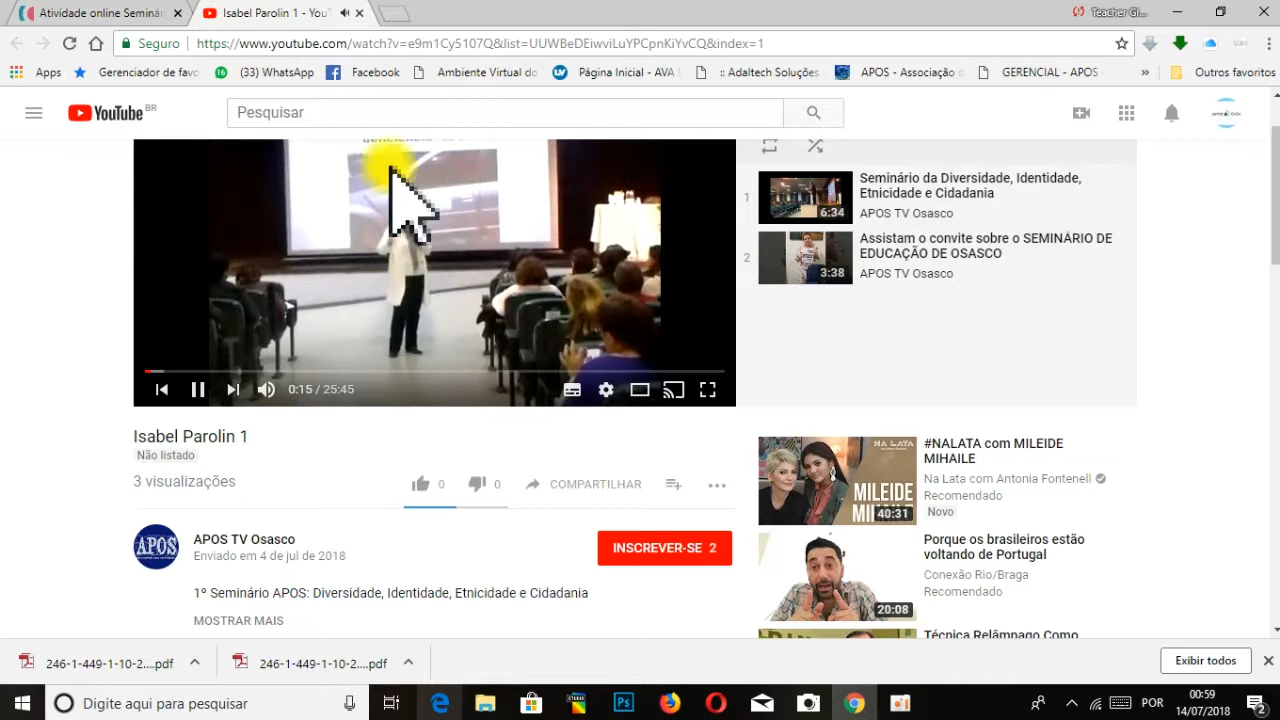 Atividade online Seminár
Isabel Parolin 1 - You
Teacher Gl...
Seguro
https://www.youtube.com/watch?v=e9m1Cy5107Q&list=UUWBeDEiwviLuYPCpnKiYvCQ&index=1
Apps
Gerenciador de favo
(33) WhatsApp
Facebook
Ambiente Virtual do
Página Inicial - AVA
:: Adaltech Soluções
APOS - Associação d
GERENCIAL - APOS
Outros favoritos
YouTube BR
Pesquisar
1
Seminário da Diversidade, Identidade,
Etnicidade e Cidadania
APOS TV Osasco
6:34
2
Assistam o convite sobre o SEMINÁRIO DE
EDUCAÇÃO DE OSASCO
APOS TV Osasco
3:38
0:15 / 25:45
Isabel Parolin 1
Não listado
3 visualizações
0
0
COMPARTILHAR
APOS
APOS TV Osasco
Enviado em 4 de jul de 2018
INSCREVER-SE 2
1º Seminário APOS: Diversidade, Identidade, Etnicidade e Cidadania
MOSTRAR MAIS
NA LATA
MILEIDE
40:31
#NALATA com MILEIDE
MIHAILE
Na Lata com Antonia Fontenell
Recomendado
Novo
20:08
Porque os brasileiros estão
voltando de Portugal
Conexão Rio/Braga
Recomendado
Técnica Relâmpago Como
246-1-449-1-10-2....pdf
246-1-449-1-10-2....pdf
Exibir todos
Digite aqui para pesquisar
Ps
POR
00:59
14/07/2018
2